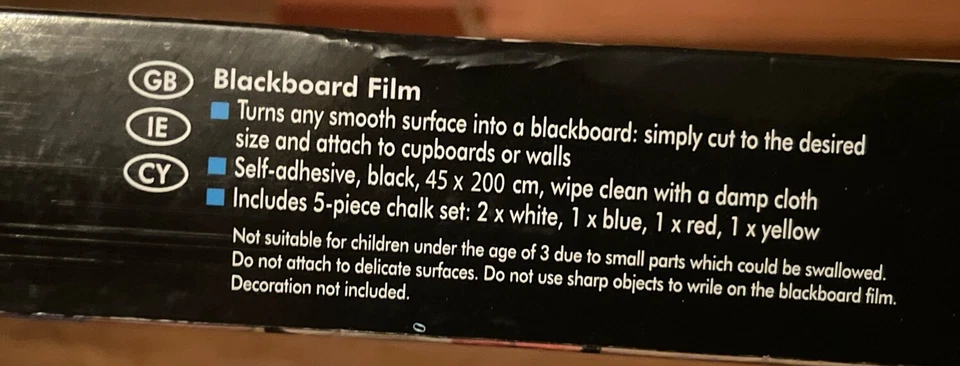 GB
IE
CY
Blackboard Film
Turns any smooth surface into a blackboard: simply cut to the desired
size and attach to cupboards or walls
Self-adhesive, black, 45 x 200 cm, wipe clean with a damp cloth
Includes 5-piece chalk set: 2 x white, 1 x blue, 1 x red, 1 x yellow
Not suitable for children under the age of 3 due to small parts which could be swallowed.
Do not attach to delicate surfaces. Do not use sharp objects to wrile on the blackboard film.
Decoration not included.
0